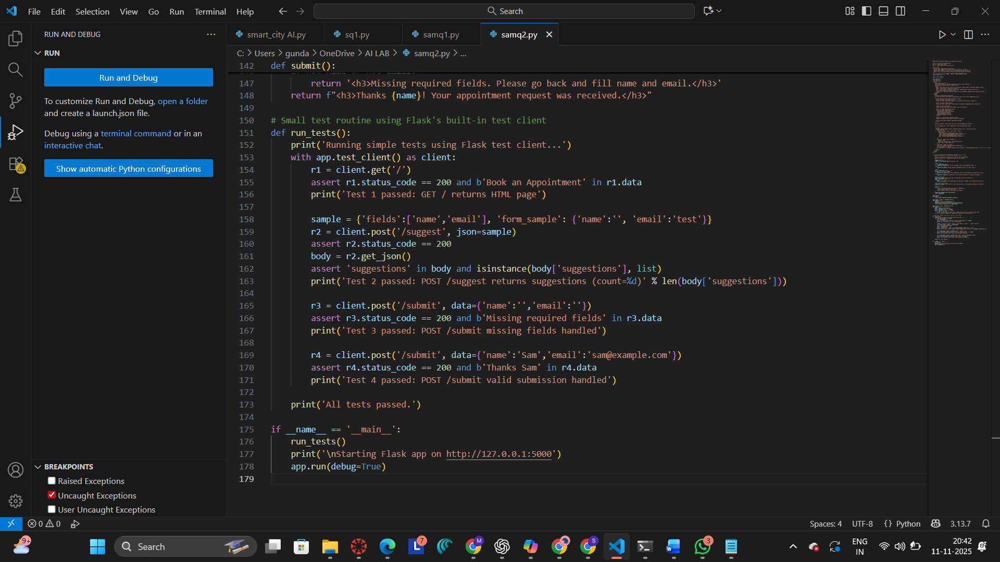 File Edit Selection View Go Run Terminal Help
Search
RUN AND DEBUG
smart_city AI.py
sq1.py
samq1.py
samq2.py
RUN
Run and Debug
To customize Run and Debug, open a folder
and create a launch.json file.
Debug using a terminal command or in an
interactive chat.
Show automatic Python configurations
C: > Users > gunda > OneDrive > AI LAB > samq2.py > ...
142 def submit():
147 return '<h3>Missing required fields. Please go back and fill name and email.</h3>'
148 return f"<h3>Thanks {name}! Your appointment request was received.</h3>"
149
150 # Small test routine using Flask's built-in test client
151 def run_tests():
152 print('Running simple tests using Flask test client...')
153 with app.test_client() as client:
154 r1 = client.get('/')
155 assert r1.status_code == 200 and b'Book an Appointment' in r1.data
156 print('Test 1 passed: GET / returns HTML page')
157
158 sample = {'fields':['name','email'], 'form_sample': {'name':'', 'email':'test'}}
159 r2 = client.post('/suggest', json=sample)
160 assert r2.status_code == 200
161 body = r2.get_json()
162 assert 'suggestions' in body and isinstance(body['suggestions'], list)
163 print('Test 2 passed: POST /suggest returns suggestions (count=%d)' % len(body['suggestions']))
164
165 r3 = client.post('/submit', data={'name':'','email':''})
166 assert r3.status_code == 200 and b'Missing required fields' in r3.data
167 print('Test 3 passed: POST /submit missing fields handled')
168
169 r4 = client.post('/submit', data={'name':'Sam','email':'sam@example.com'})
170 assert r4.status_code == 200 and b'Thanks Sam' in r4.data
171 print('Test 4 passed: POST /submit valid submission handled')
172
173 print('All tests passed.')
174
175 if __name__ == '__main__':
176 run_tests()
177 print('\nStarting Flask app on http://127.0.0.1:5000')
178 app.run(debug=True)
179
BREAKPOINTS
Raised Exceptions
Uncaught Exceptions
User Uncaught Exceptions
0 0
Spaces: 4 UTF-8 {} Python 3.13.7
9+
Search
7
M
S
3
ENG
IN
20:42
11-11-2025